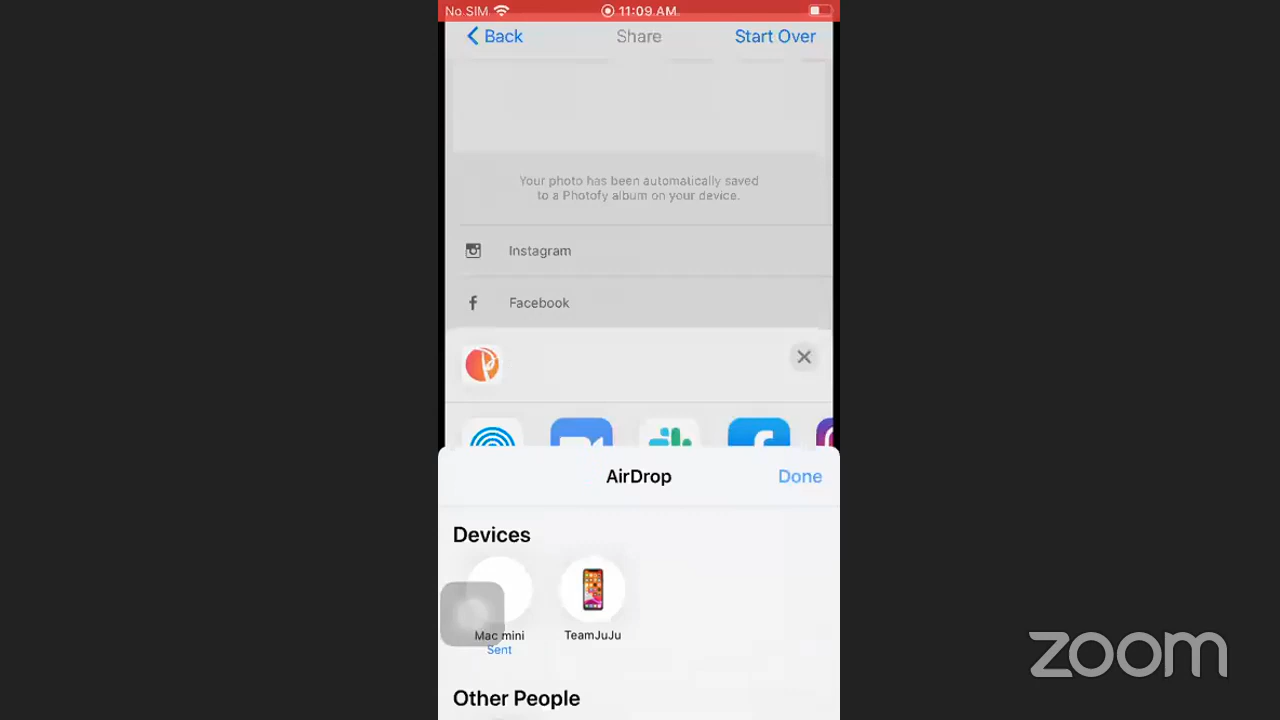 No SIM
11:09 AM
Back
Share
Start Over
Your photo has been automatically saved
to a Photofy album on your device.
Instagram
Facebook
AirDrop
Done
Devices
Mac mini
Sent
TeamJuJu
Other People
zoom